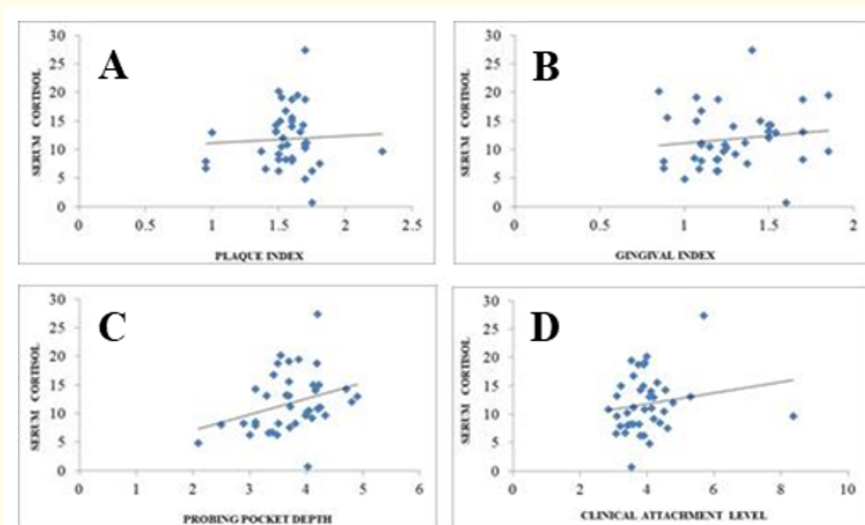 A
SERUM CORTISOL
30
25
20
15
10
5
0
0 0.5 1 1.5 2 2.5
PLAQUE INDEX
B
SERUM CORTISOL
30
25
20
15
10
5
0
0 0.5 1 1.5 2
GINGIVAL INDEX
C
SERUM CORTISOL
30
25
20
15
10
5
0
0 1 2 3 4 5 6
PROBING POCKET DEPTH
D
SERUM CORTISOL
30
25
20
15
10
5
0
0 2 4 6 8 10
CLINICAL ATTACHMENT LEVEL